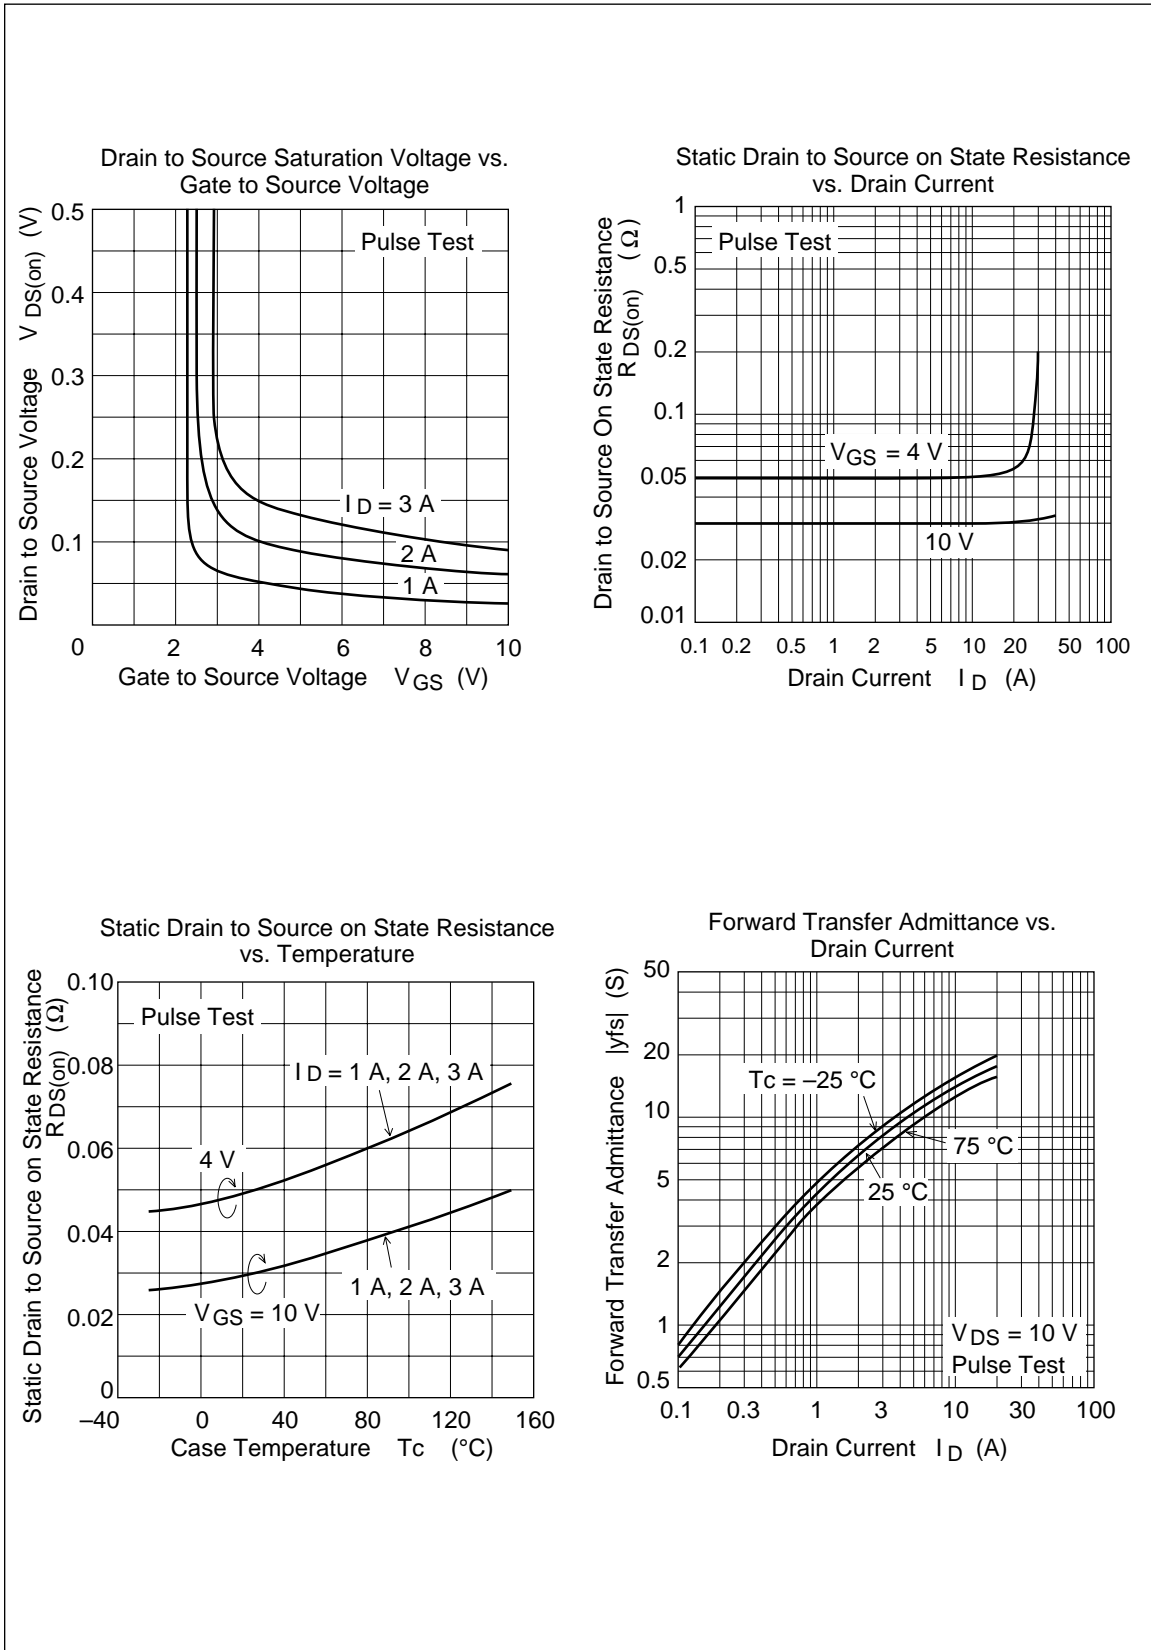 Drain to Source Saturation Voltage vs.
Gate to Source Voltage
Drain to Source Voltage V DS(on) (V)
0.5
0.4
0.3
0.2
0.1
Pulse Test
I D = 3 A
2 A
1 A
0 2 4 6 8 10
Gate to Source Voltage V GS (V)
Static Drain to Source on State Resistance
vs. Drain Current
Drain to Source On State Resistance
R DS(on) (Ω)
1
0.5
0.2
0.1
0.05
0.02
0.01
Pulse Test
V GS = 4 V
10 V
0.1 0.2 0.5 1 2 5 10 20 50 100
Drain Current I D (A)
Static Drain to Source on State Resistance
vs. Temperature
Static Drain to Source on State Resistance
R DS(on) (Ω)
0.10
0.08
0.06
0.04
0.02
0
Pulse Test
I D = 1 A, 2 A, 3 A
4 V
1 A, 2 A, 3 A
V GS = 10 V
–40 0 40 80 120 160
Case Temperature Tc (°C)
Forward Transfer Admittance vs.
Drain Current
Forward Transfer Admittance |yfs| (S)
50
20
10
5
2
1
0.5
Tc = –25 °C
75 °C
25 °C
V DS = 10 V
Pulse Test
0.1 0.3 1 3 10 30 100
Drain Current I D (A)